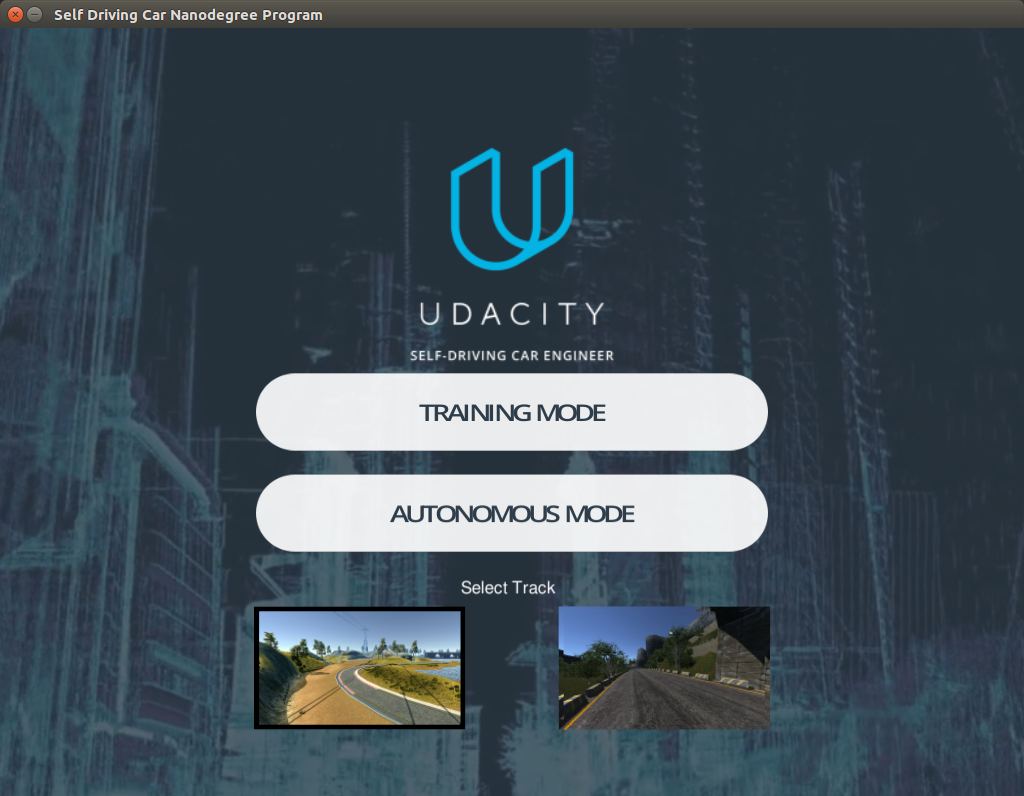 Self Driving Car Nanodegree Program
UDACITY
SELF-DRIVING CAR ENGINEER
TRAINING MODE
AUTONOMOUS MODE
Select Track